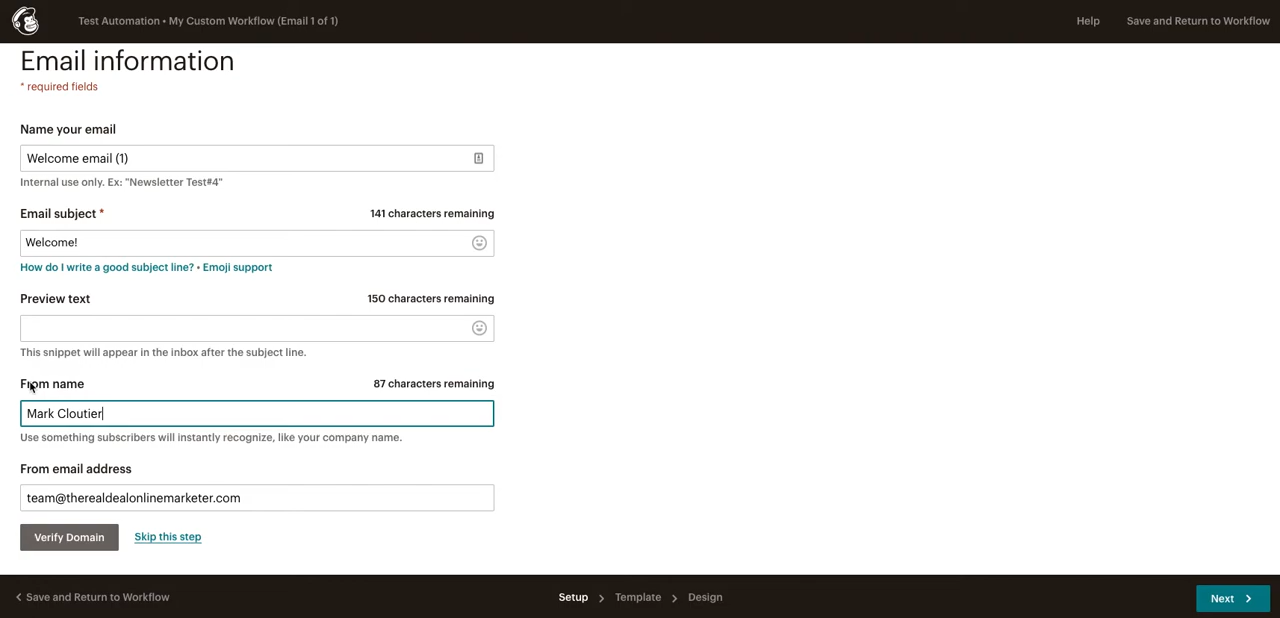 Test Automation • My Custom Workflow (Email 1 of 1) Help Save and Return to Workflow
Email information
* required fields
Name your email
Welcome email (1)
Internal use only. Ex: "Newsletter Test#4"
Email subject * 141 characters remaining
Welcome!
How do I write a good subject line? • Emoji support
Preview text 150 characters remaining
This snippet will appear in the inbox after the subject line.
From name 87 characters remaining
Mark Cloutier
Use something subscribers will instantly recognize, like your company name.
From email address
team@therealdealonlinemarketer.com
Verify Domain Skip this step
< Save and Return to Workflow Setup > Template > Design Next >